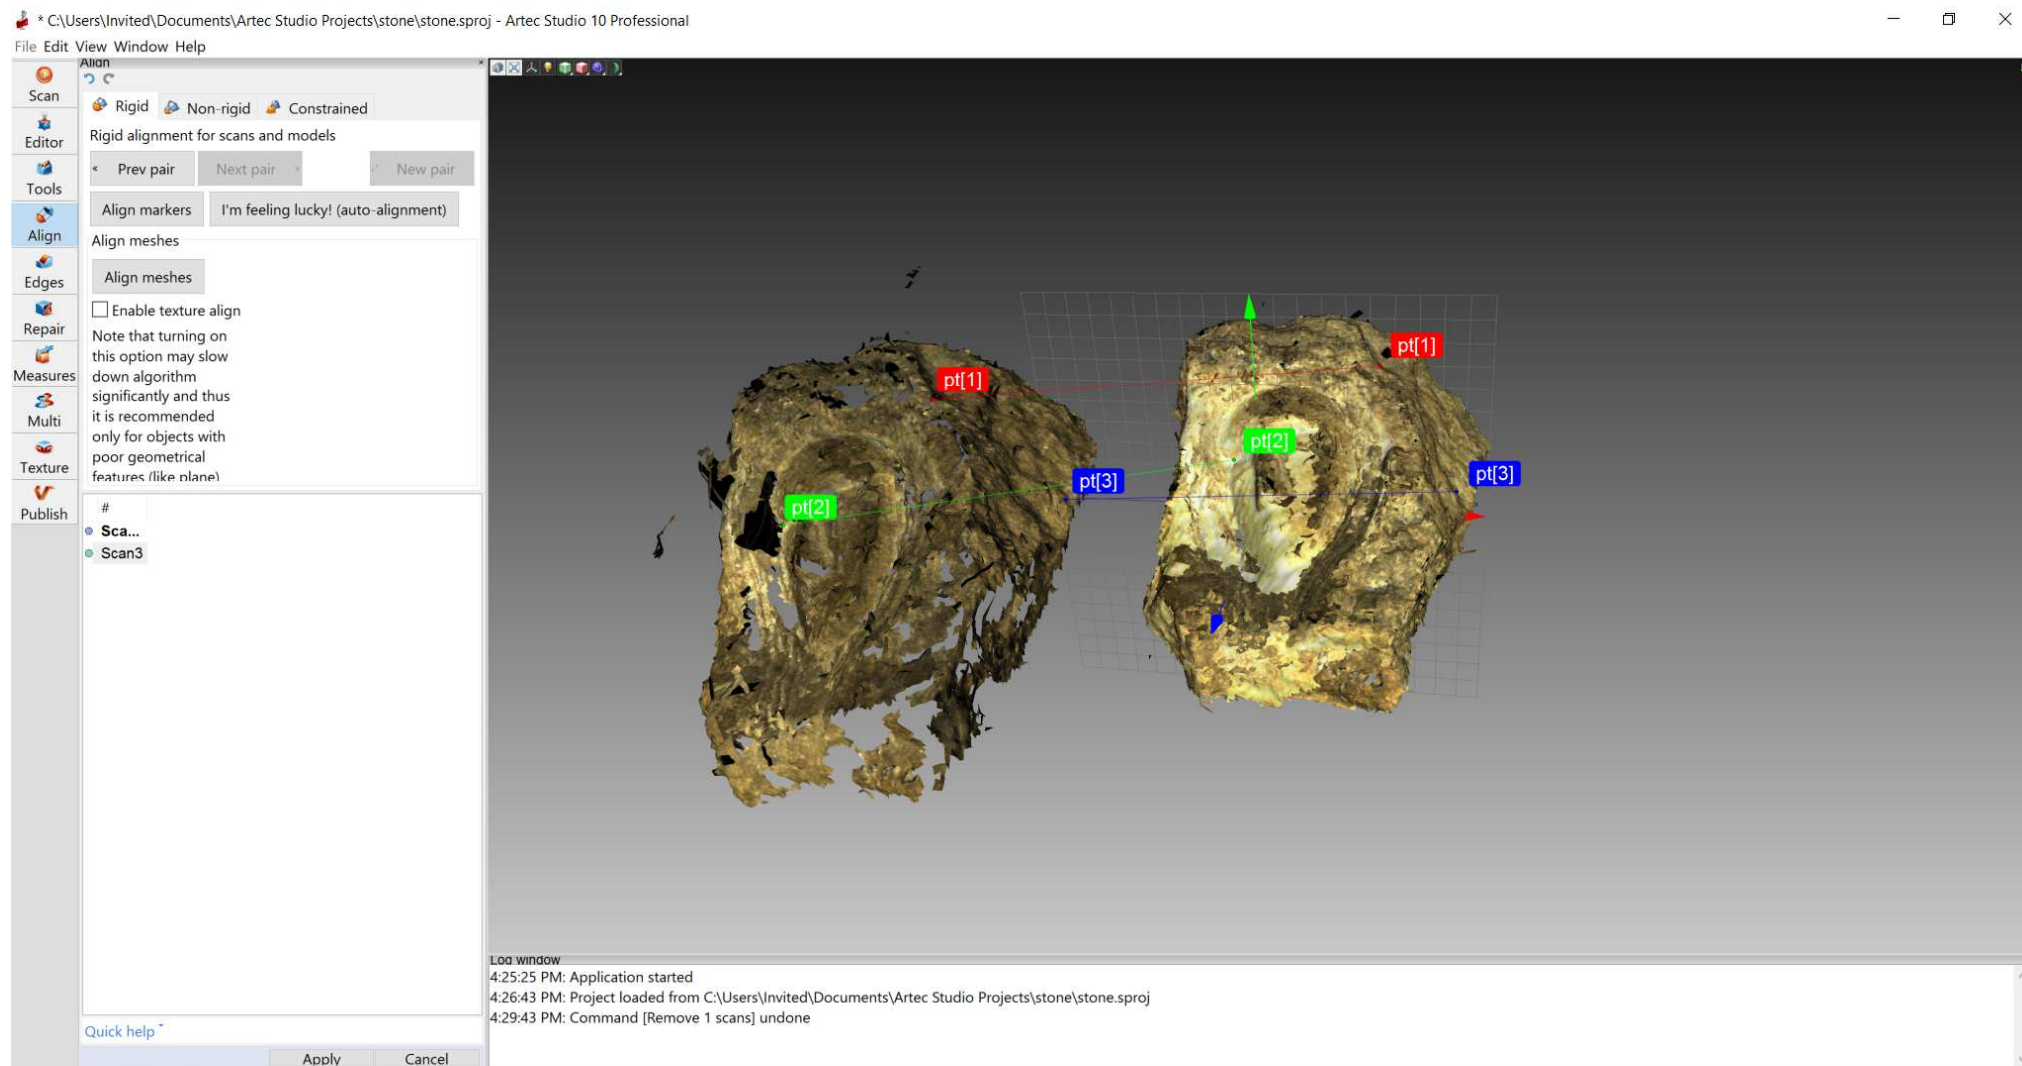 * C:\Users\Invited\Documents\Artec Studio Projects\stone\stone.sproj - Artec Studio 10 Professional
File Edit View Window Help
Scan
Editor
Tools
Align
Edges
Repair
Measures
Multi
Texture
Publish
Align
Rigid Non-rigid Constrained
Rigid alignment for scans and models
« Prev pair Next pair » New pair
Align markers I'm feeling lucky! (auto-alignment)
Align meshes
Align meshes
Enable texture align
Note that turning on
this option may slow
down algorithm
significantly and thus
it is recommended
only for objects with
poor geometrical
features (like plane)
#
Sca...
Scan3
Quick help
Apply Cancel
pt[1]
pt[1]
pt[2]
pt[3]
pt[3]
pt[2]
Log window
4:25:25 PM: Application started
4:26:43 PM: Project loaded from C:\Users\Invited\Documents\Artec Studio Projects\stone\stone.sproj
4:29:43 PM: Command [Remove 1 scans] undone